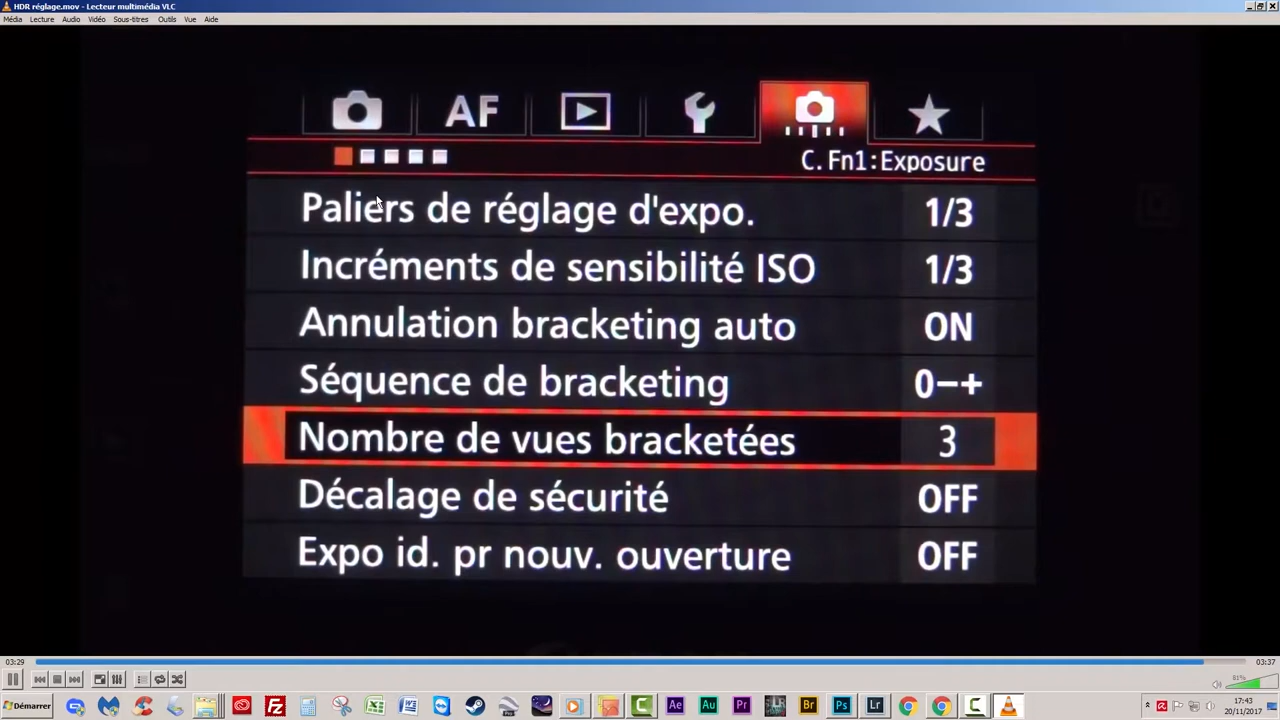 HDR réglage.mov - Lecteur multimédia VLC
Média Lecture Audio Vidéo Sous-titres Outils Vue Aide
AF
C.Fn1:Exposure
Paliers de réglage d'expo. 1/3
Incréments de sensibilité ISO 1/3
Annulation bracketing auto ON
Séquence de bracketing 0−+
Nombre de vues bracketées 3
Décalage de sécurité OFF
Expo id. pr nouv. ouverture OFF
03:29 03:37
81%
Démarrer Fz Ae Au Pr Br Ps Lr 17:43
20/11/2017